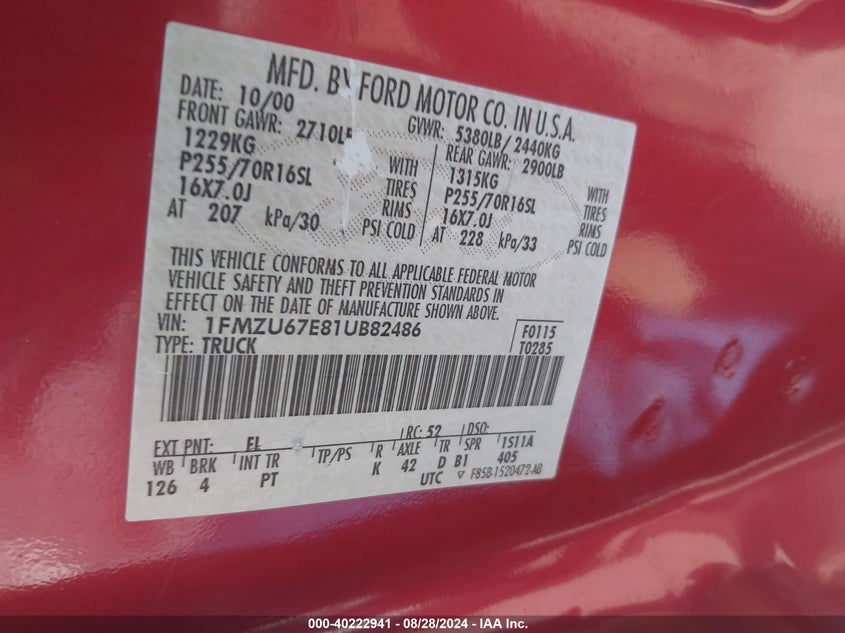 MFD. BY FORD MOTOR CO. IN U.S.A.
DATE: 10/00 GVWR: 5380LB/ 2440KG
FRONT GAWR: 2710LB REAR GAWR: 2900LB
1229KG WITH 1315KG WITH
P255/70R16SL TIRES P255/70R16SL TIRES
16X7.0J RIMS 16X7.0J RIMS
AT 207 kPa/30 PSI COLD AT 228 kPa/33 PSI COLD
THIS VEHICLE CONFORMS TO ALL APPLICABLE FEDERAL MOTOR
VEHICLE SAFETY AND THEFT PREVENTION STANDARDS IN
EFFECT ON THE DATE OF MANUFACTURE SHOWN ABOVE.
VIN: 1FMZU67E81UB82486 F0115
TYPE: TRUCK T0285
EXT PNT: EL RC: 52 DSO:
WB BRK INT TR TP/PS R AXLE TR SPR 1S11A
126 4 PT K 42 D B1 405
UTC F85B-1520472-AB
000-40222941 - 08/28/2024 - IAA Inc.